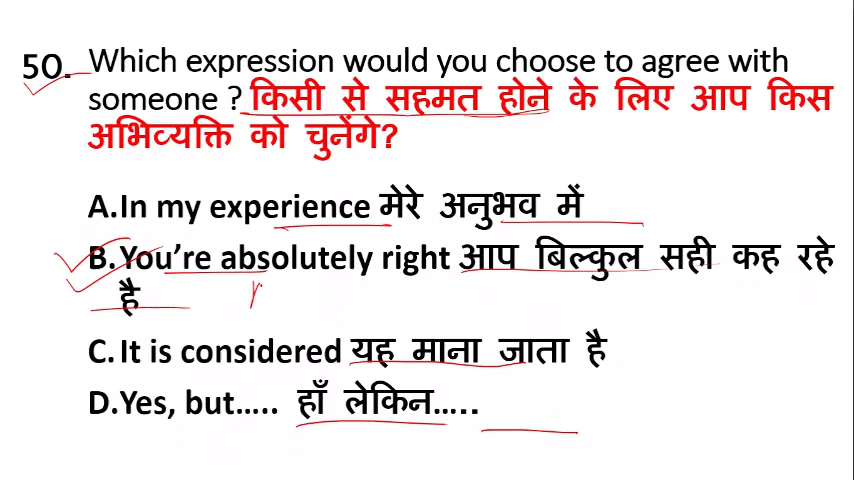 50. Which expression would you choose to agree with
someone ? किसी से सहमत होने के लिए आप किस
अभिव्यक्ति को चुनेंगे?
A.In my experience मेरे अनुभव में
B.You're absolutely right आप बिल्कुल सही कह रहे
है
C.It is considered यह माना जाता है
D.Yes, but….. हाँ लेकिन…..